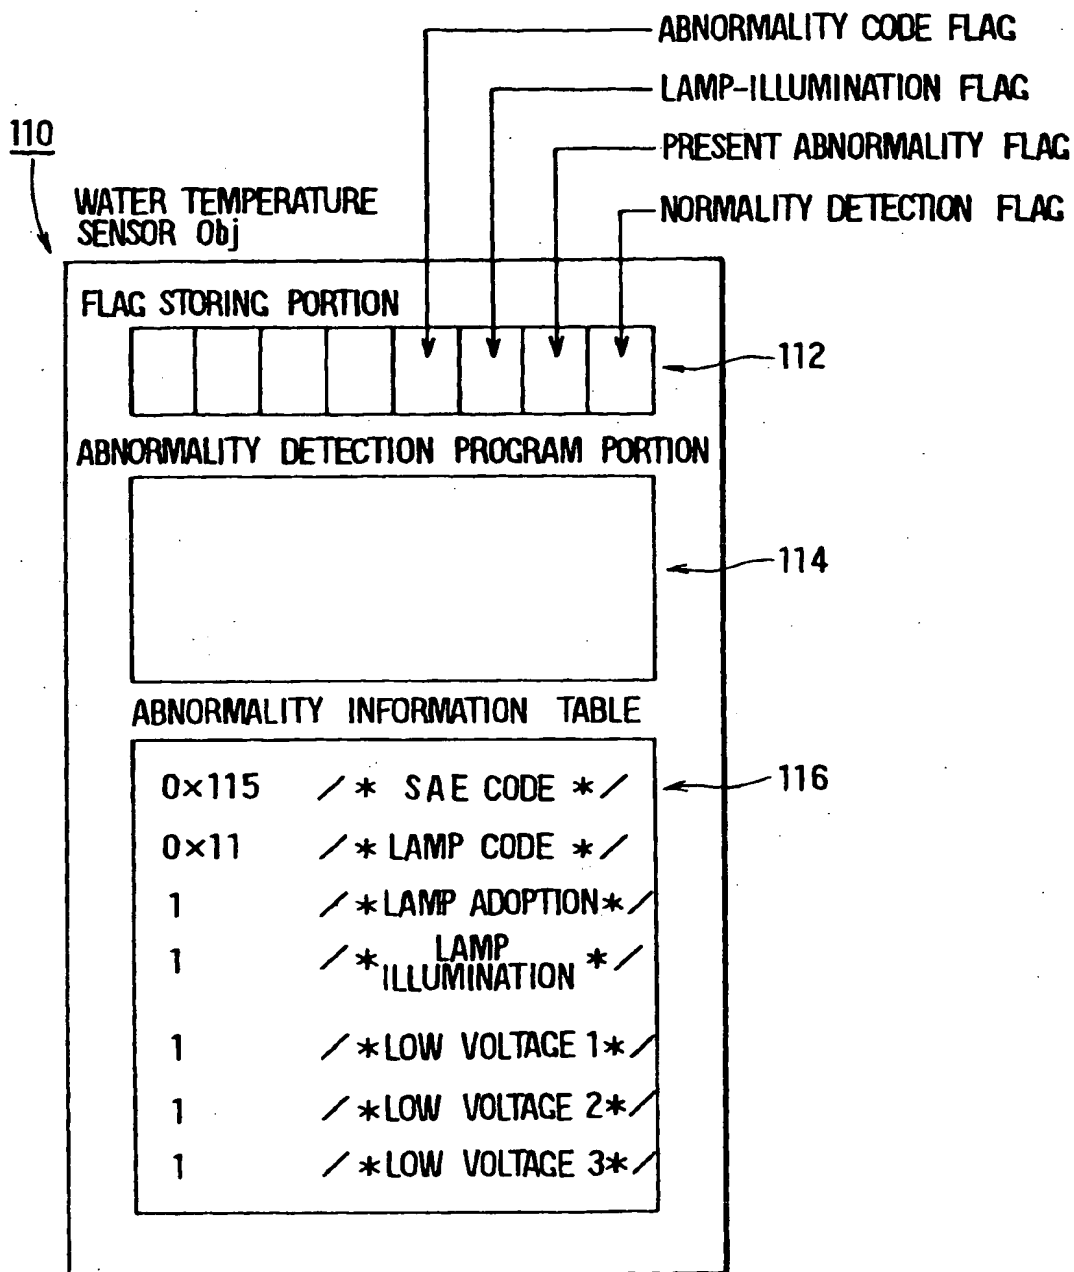 ABNORMALITY CODE FLAG
LAMP-ILLUMINATION FLAG
110
PRESENT ABNORMALITY FLAG
WATER TEMPERATURE
SENSOR Obj
NORMALITY DETECTION FLAG
FLAG STORING PORTION
112
ABNORMALITY DETECTION PROGRAM PORTION
114
ABNORMALITY INFORMATION TABLE
0×115 /* SAE CODE */
116
0×11 /* LAMP CODE */
1 /*LAMP ADOPTION*/
1 /* LAMP
ILLUMINATION */
1 /*LOW VOLTAGE 1*/
1 /*LOW VOLTAGE 2*/
1 /*LOW VOLTAGE 3*/